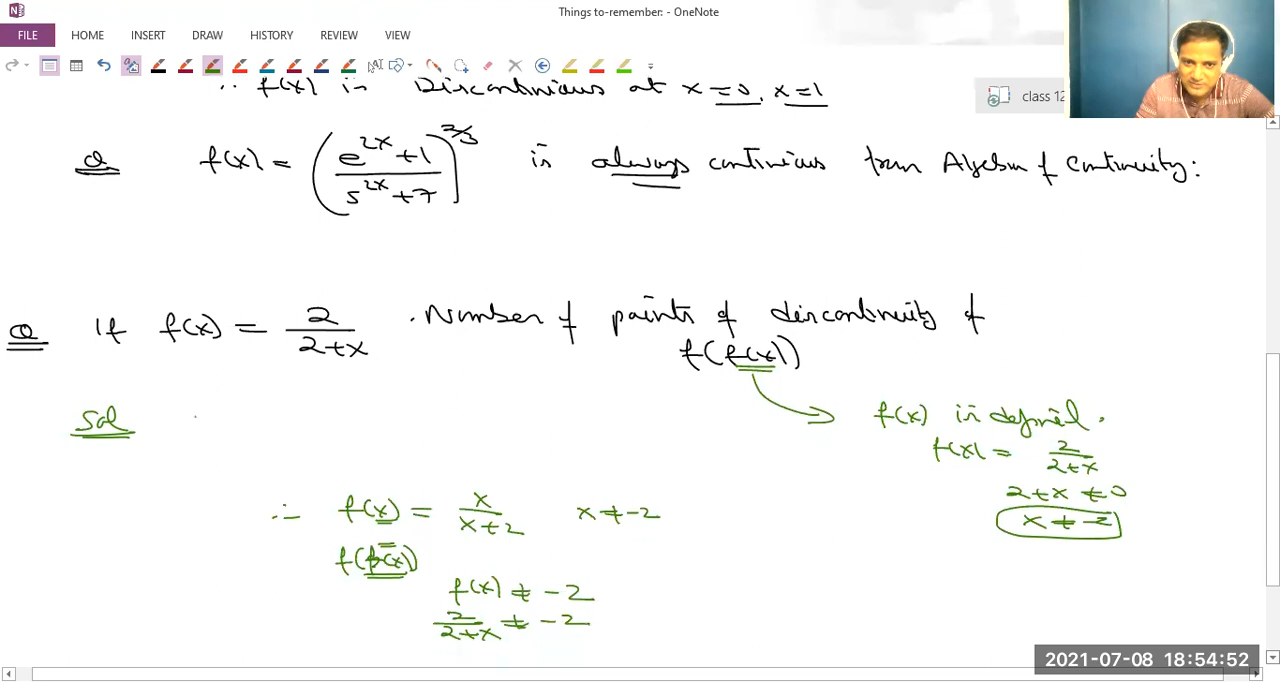 Things to-remember: - OneNote
FILE HOME INSERT DRAW HISTORY REVIEW VIEW
∴ f(x) is Discontinious at x=0, x=1
class 12
Q f(x) = ((e^2x +1)/(5^2x +7))^2/3 is always continious from Algebra of Continuity:
Q If f(x) = 2/(2+x) . Number of points of discontinuity of
f(f(x))
Sol
f(x) is defined.
f(x) = 2/(2+x)
2+x ≠ 0
x ≠ -2
∴ f(x) = x/(x+2) x ≠ -2
f(f(x))
f(x) ≠ -2
2/(2+x) ≠ -2
2021-07-08 18:54:52